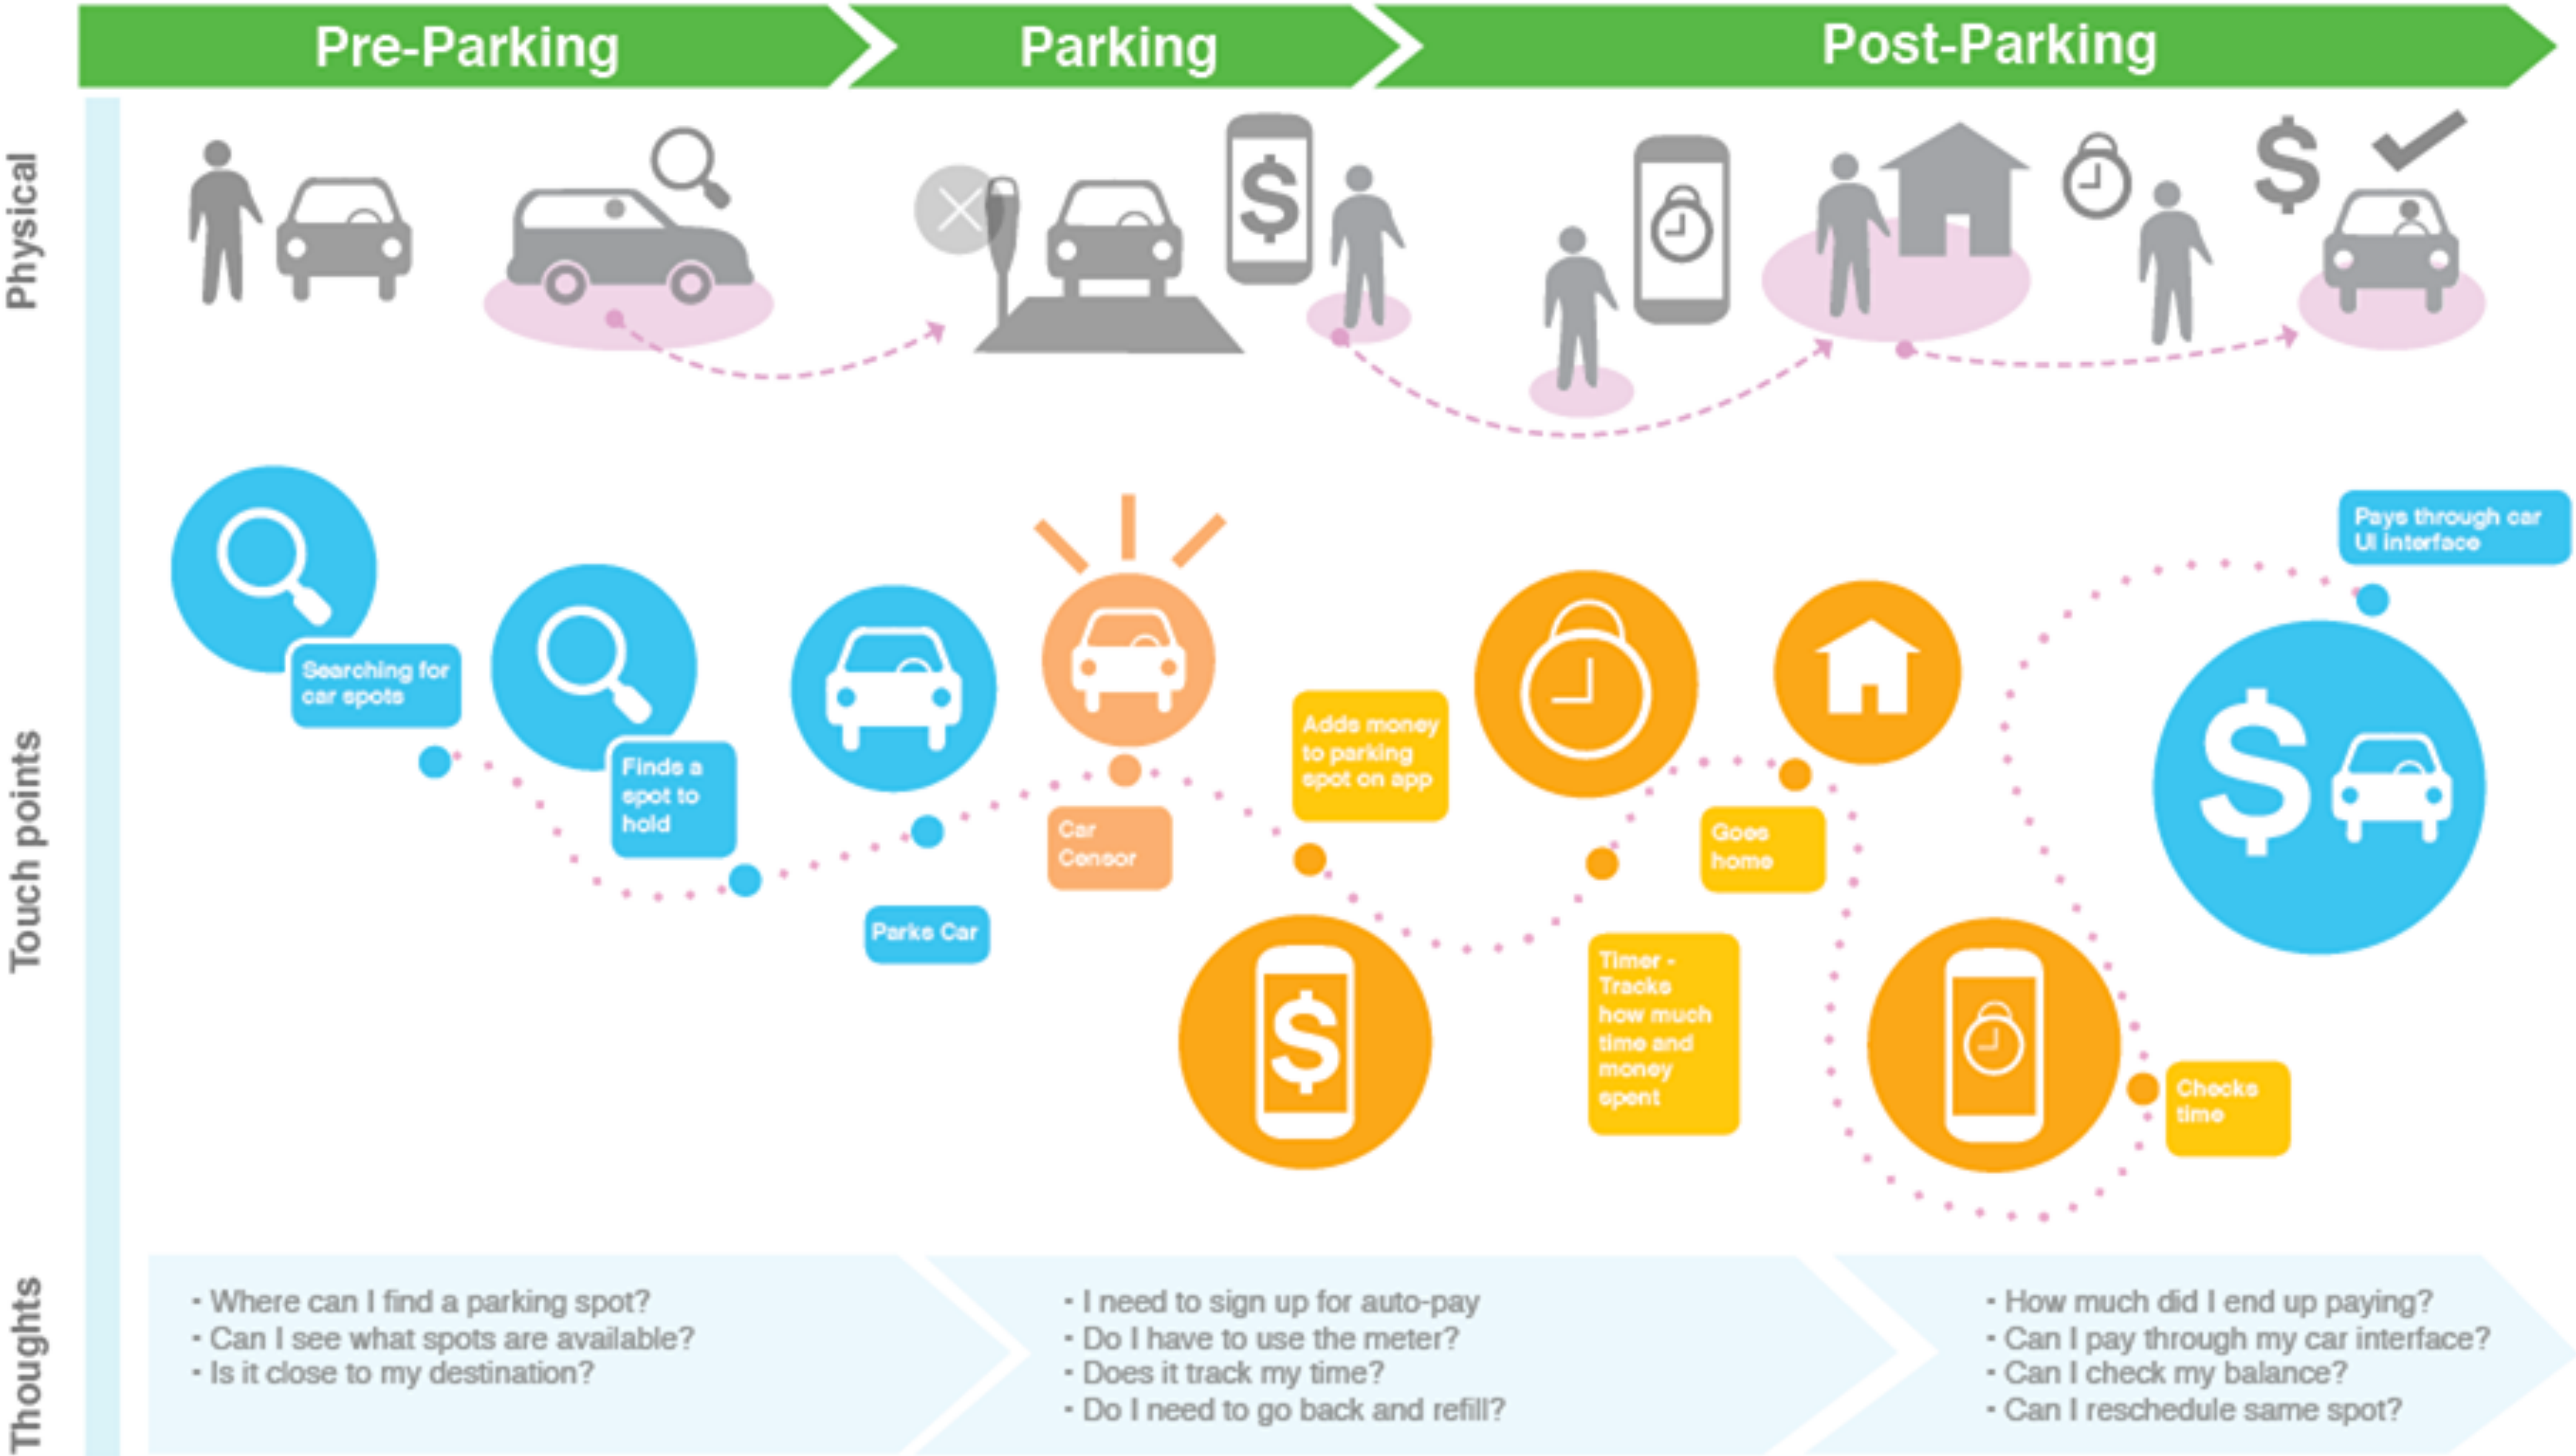 Pre-Parking
Parking
Post-Parking
Physical
$
$
Touch points
Searching for
car spots
Finds a
spot to
hold
Parks Car
Car
Censor
Adds money
to parking
spot on app
$
Timer -
Tracks
how much
time and
money
spent
Goes
home
Checks
time
Pays through car
UI interface
$
Thoughts
- Where can I find a parking spot?
- Can I see what spots are available?
- Is it close to my destination?
- I need to sign up for auto-pay
- Do I have to use the meter?
- Does it track my time?
- Do I need to go back and refill?
- How much did I end up paying?
- Can I pay through my car interface?
- Can I check my balance?
- Can I reschedule same spot?